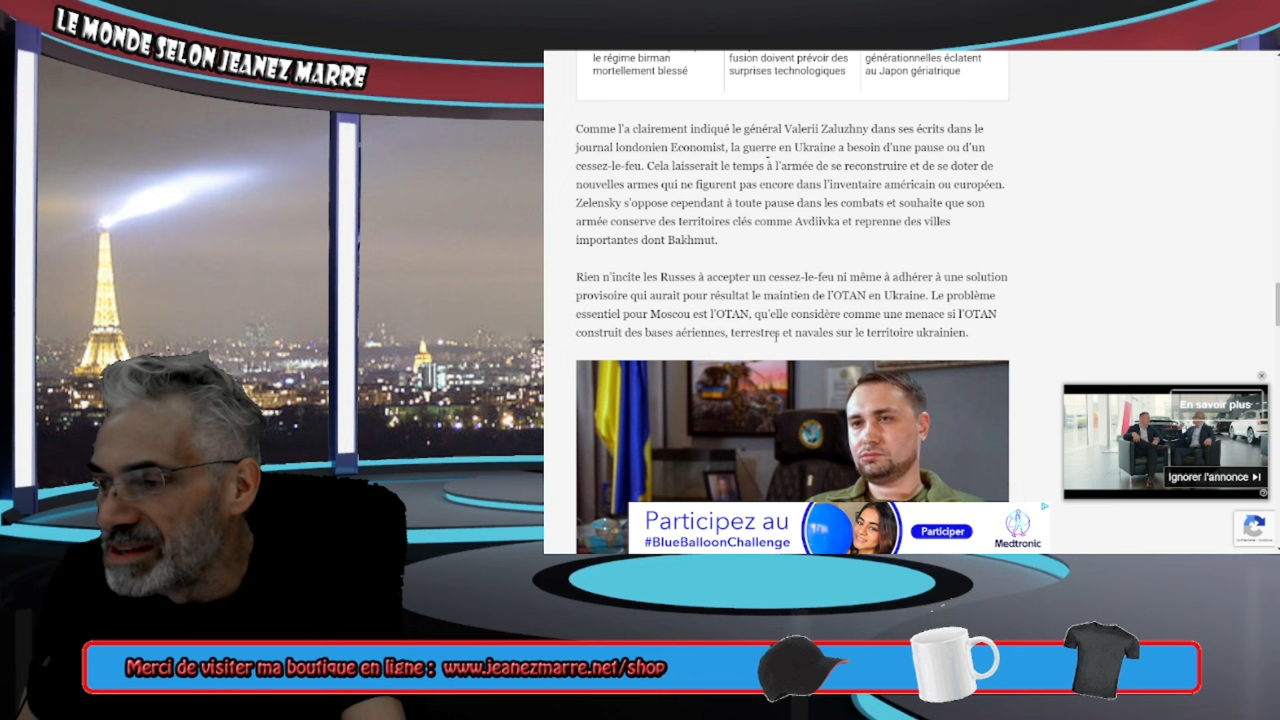 LE MONDE SELON JEANEZ MARRE
le régime birman
mortellement blessé
fusion doivent prévoir des
surprises technologiques
générationnelles éclatent
au Japon gériatrique
Comme l'a clairement indiqué le général Valerii Zaluzhny dans ses écrits dans le
journal londonien Economist, la guerre en Ukraine a besoin d'une pause ou d'un
cessez-le-feu. Cela laisserait le temps à l'armée de se reconstruire et de se doter de
nouvelles armes qui ne figurent pas encore dans l'inventaire américain ou européen.
Zelensky s'oppose cependant à toute pause dans les combats et souhaite que son
armée conserve des territoires clés comme Avdiivka et reprenne des villes
importantes dont Bakhmut.
Rien n'incite les Russes à accepter un cessez-le-feu ni même à adhérer à une solution
provisoire qui aurait pour résultat le maintien de l'OTAN en Ukraine. Le problème
essentiel pour Moscou est l'OTAN, qu'elle considère comme une menace si l'OTAN
construit des bases aériennes, terrestres et navales sur le territoire ukrainien.
En savoir plus
Ignorer l'annonce
Participez au
#BlueBalloonChallenge
Participer
Medtronic
Merci de visiter ma boutique en ligne : www.jeanezmarre.net/shop